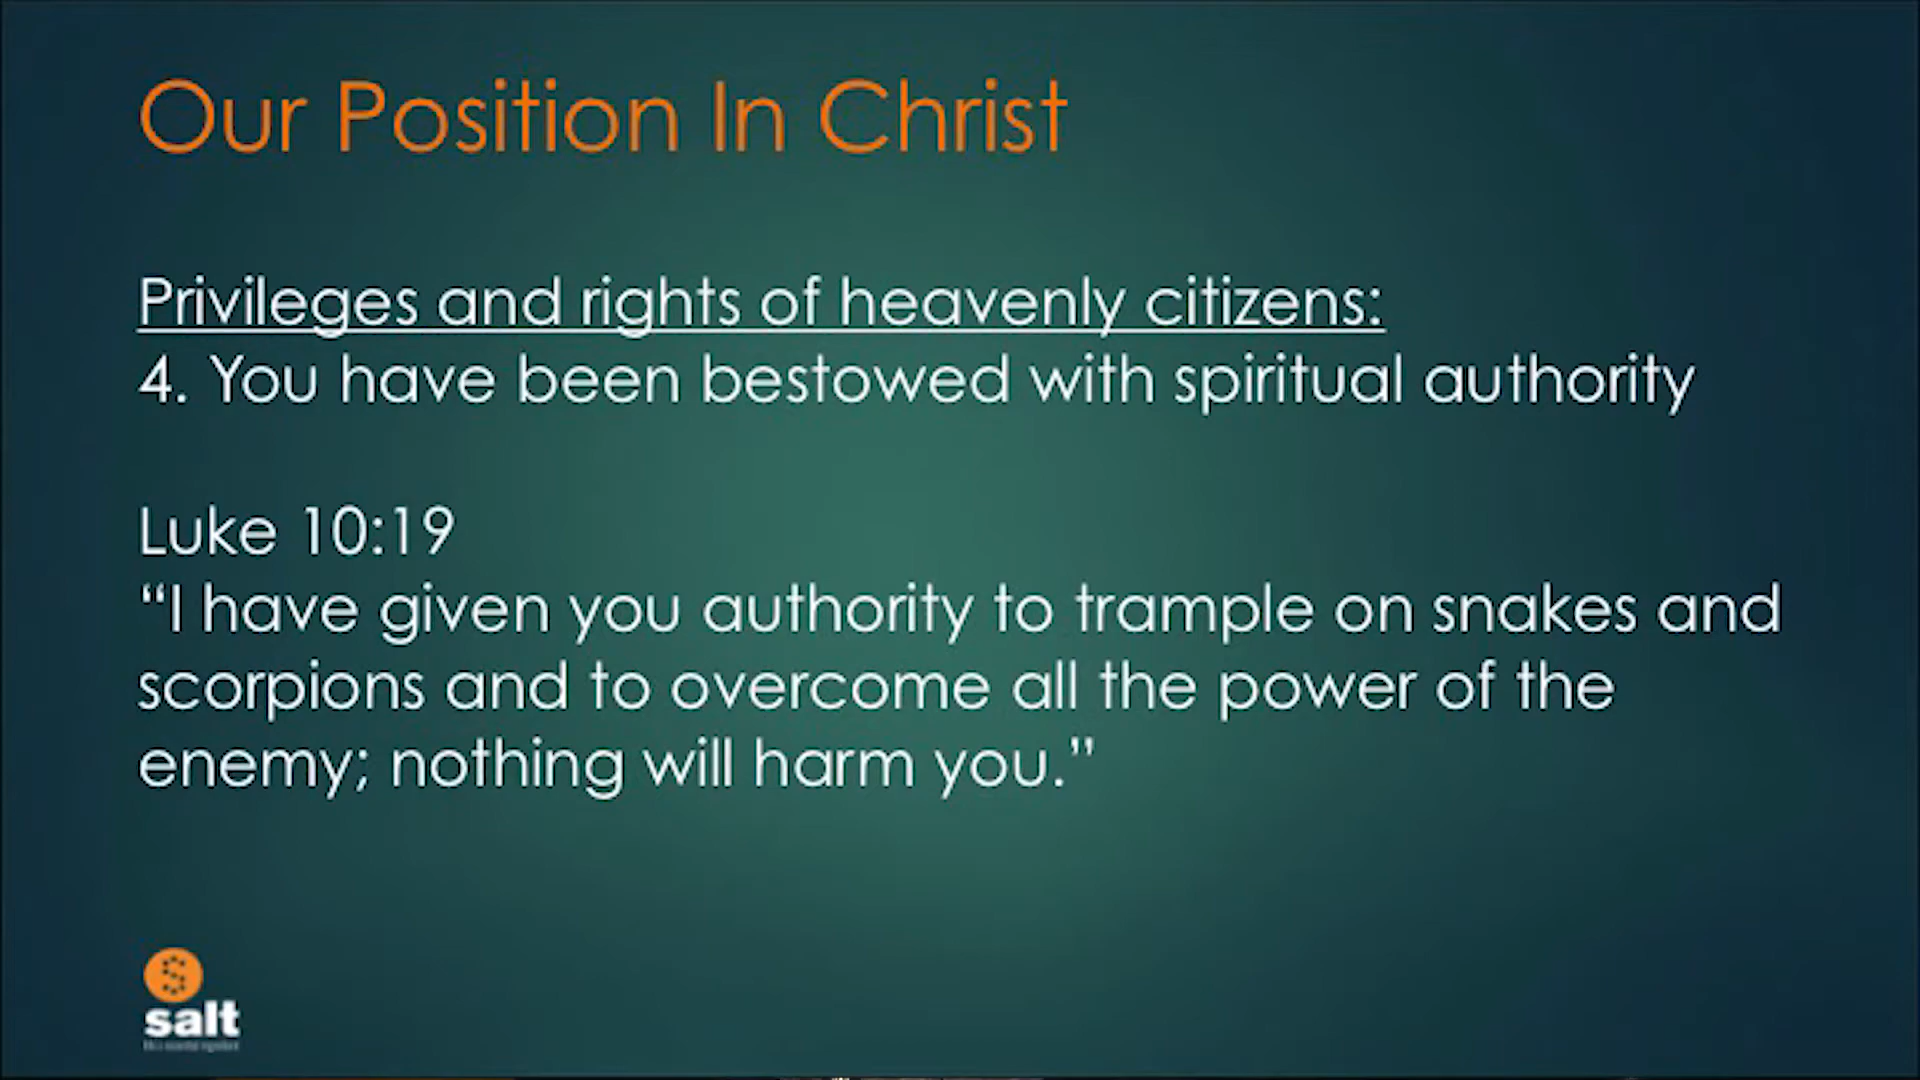 Our Position In Christ
Privileges and rights of heavenly citizens:
4. You have been bestowed with spiritual authority
Luke 10:19
“I have given you authority to trample on snakes and
scorpions and to overcome all the power of the
enemy; nothing will harm you.”
S
salt